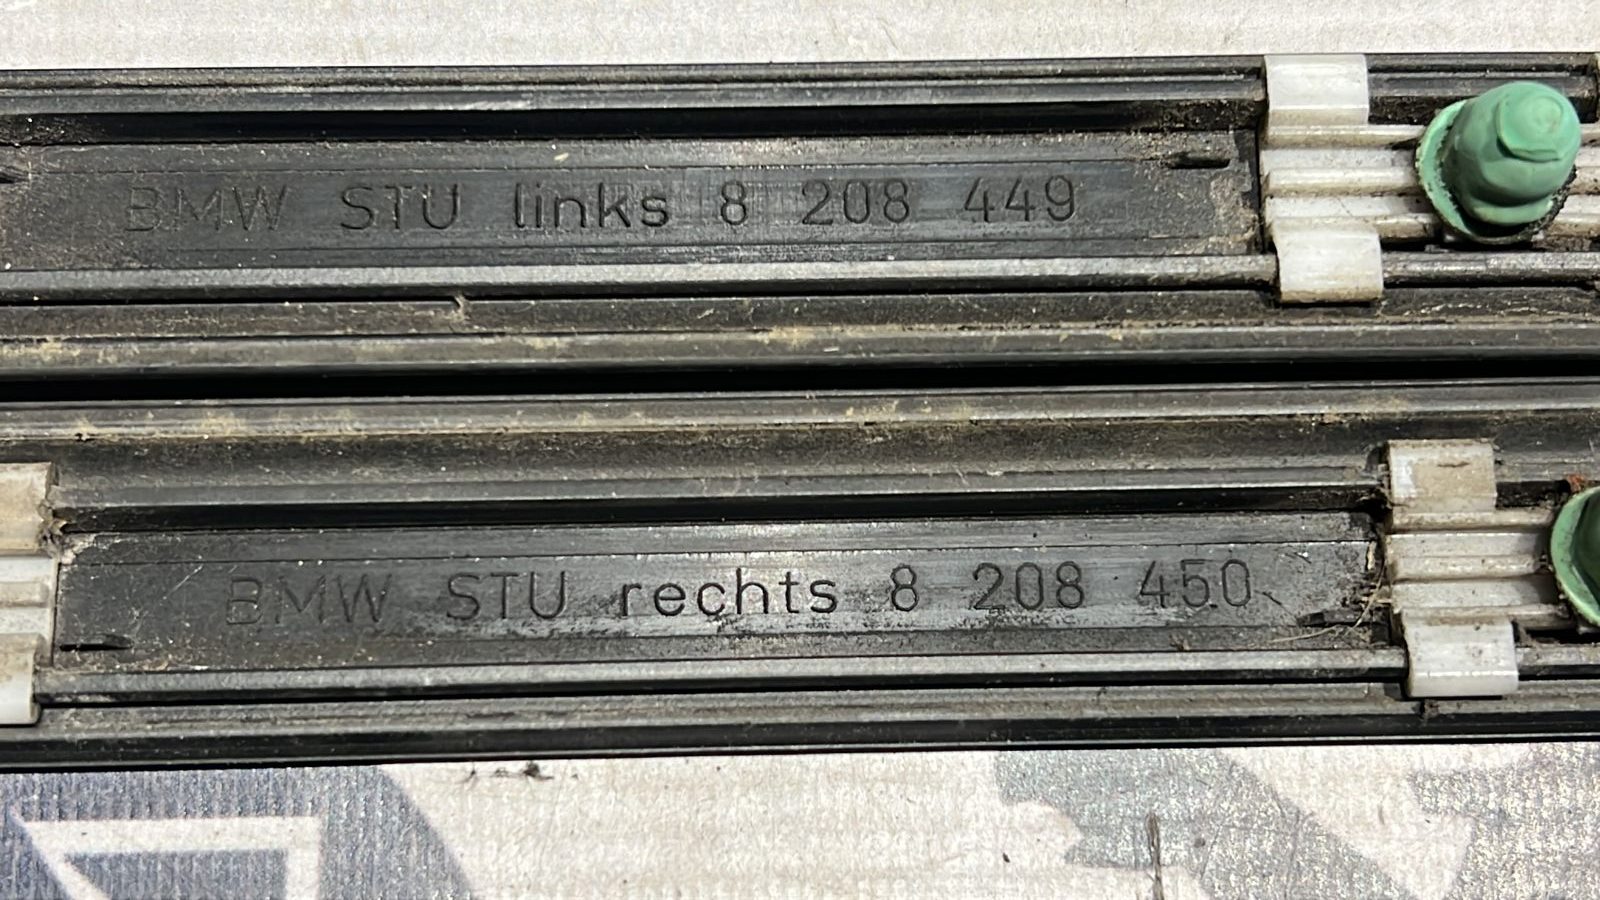 BMW STU links 8 208 449
BMW STU rechts 8 208 450